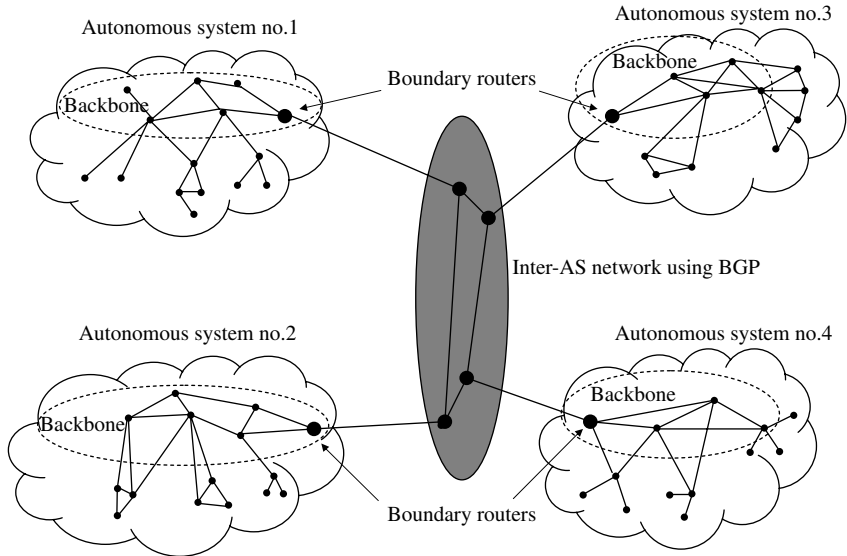 Autonomous system no.1
Autonomous system no.3
Backbone
Boundary routers
Backbone
Inter-AS network using BGP
Autonomous system no.2
Autonomous system no.4
Backbone
Backbone
Boundary routers